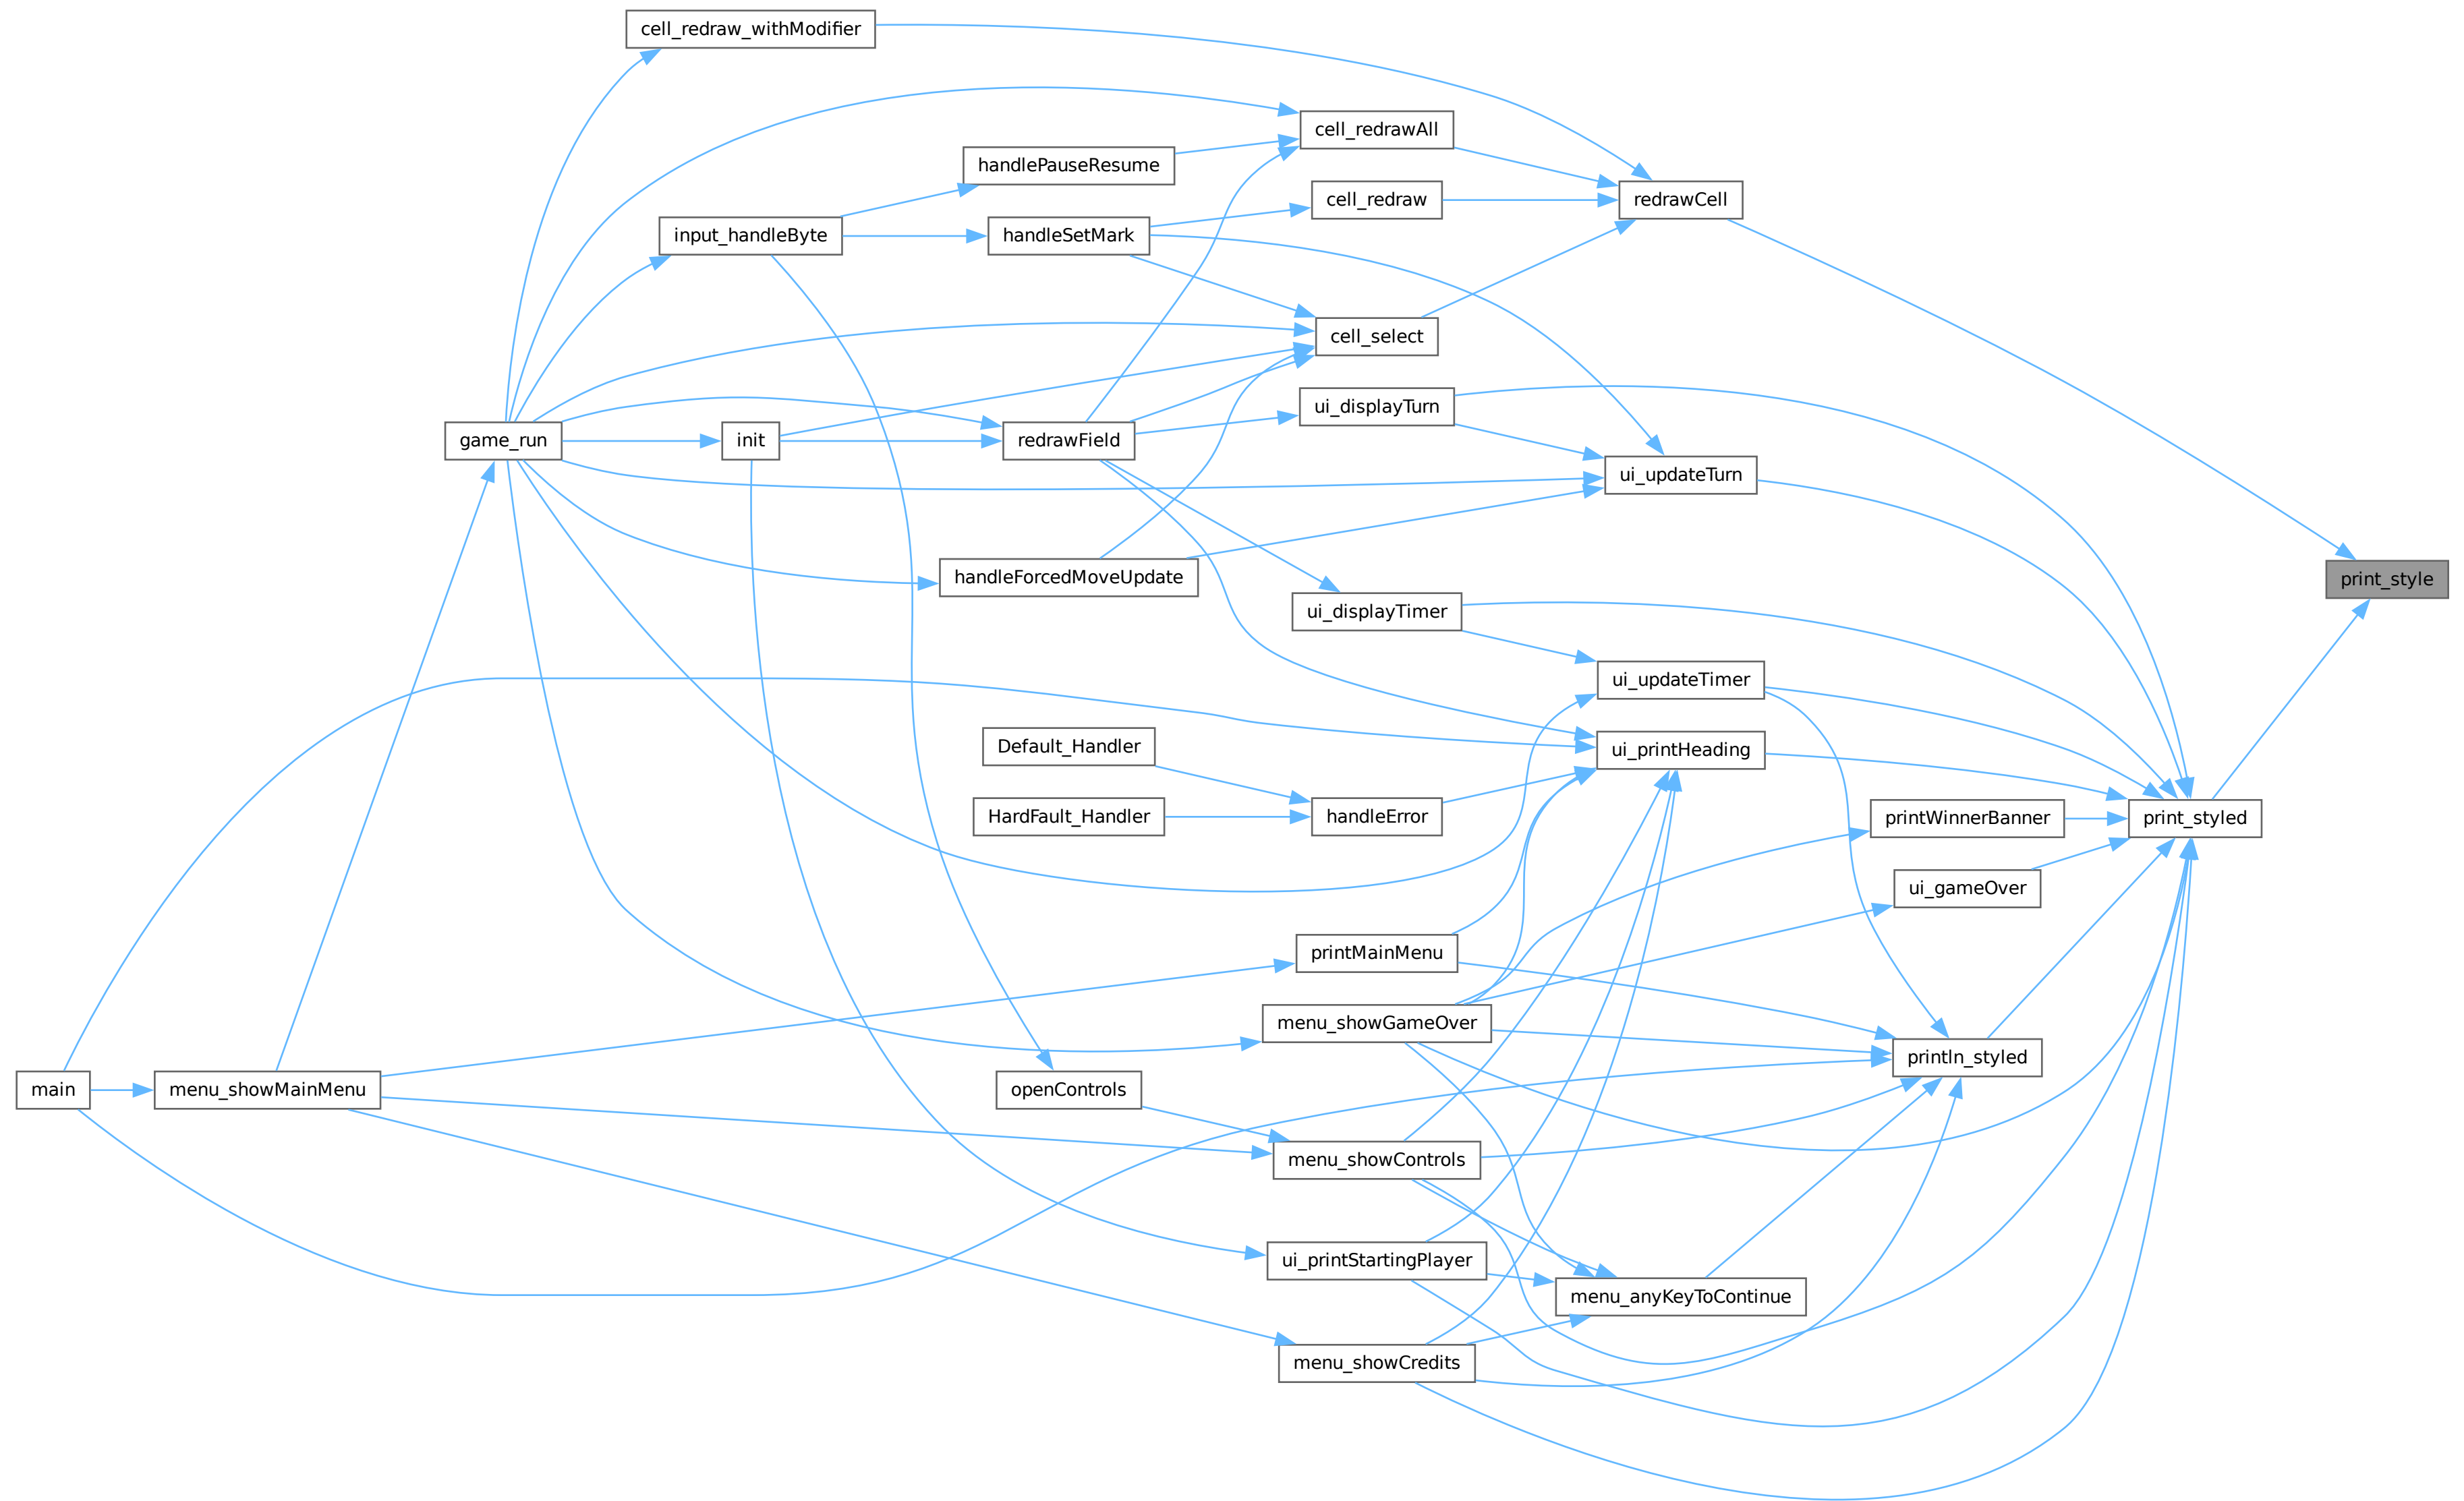 cell_redraw_withModifier
cell_redrawAll
handlePauseResume
cell_redraw
redrawCell
input_handleByte
handleSetMark
cell_select
ui_displayTurn
game_run
init
redrawField
ui_updateTurn
handleForcedMoveUpdate
print_style
ui_displayTimer
ui_updateTimer
Default_Handler
ui_printHeading
HardFault_Handler
handleError
printWinnerBanner
print_styled
ui_gameOver
printMainMenu
menu_showGameOver
println_styled
main
menu_showMainMenu
openControls
menu_showControls
ui_printStartingPlayer
menu_anyKeyToContinue
menu_showCredits